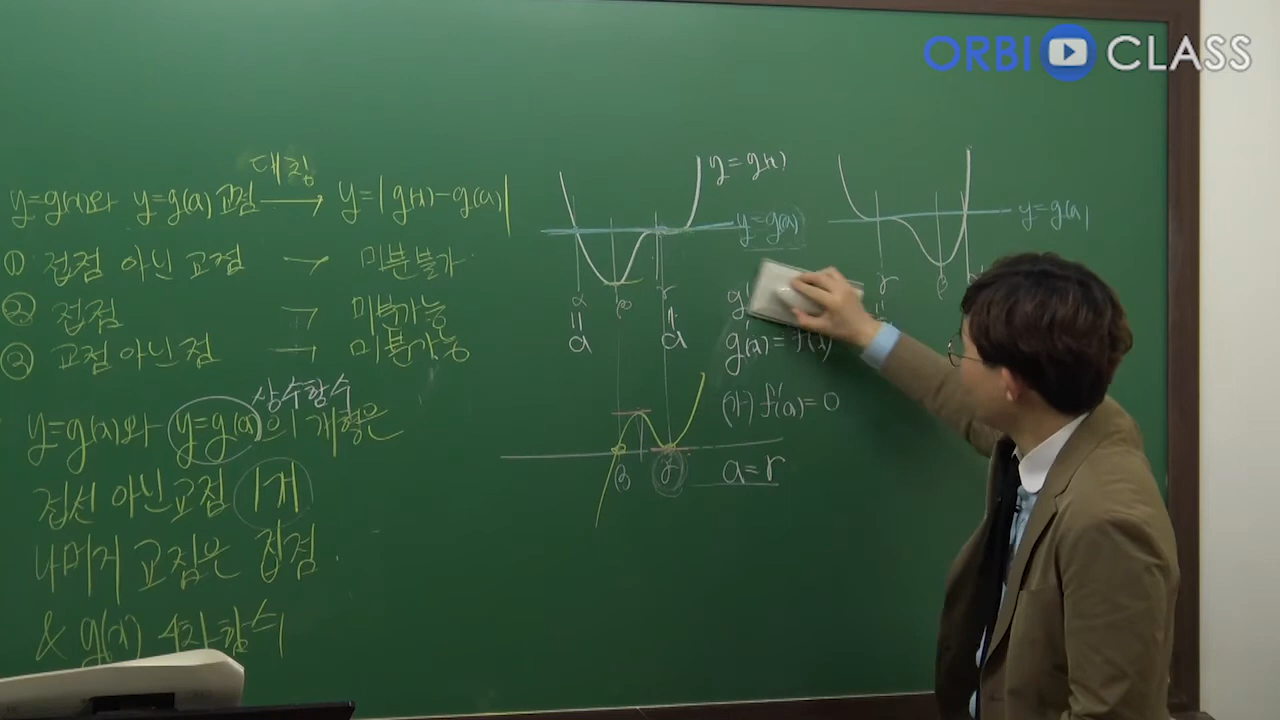 ORBI CLASS
대칭
y=g(x)와 y=g(a) 교점 → y=|g(x)-g(a)|
① 접점 아닌 교점 → 미분불가
② 접점 → 미분가능
③ 교점 아닌 점 → 미분가능
상수함수
y=g(x)와 y=g(a)의 개형은
접선 아닌 교점 1개
나머지 교점은 접점.
& g(x) 4차함수
y=g(x)
y=g(a)
α β r
a a
β r
y=g(a)
r β
g'(x)=f(x)
(가) f'(a)=0
a=r